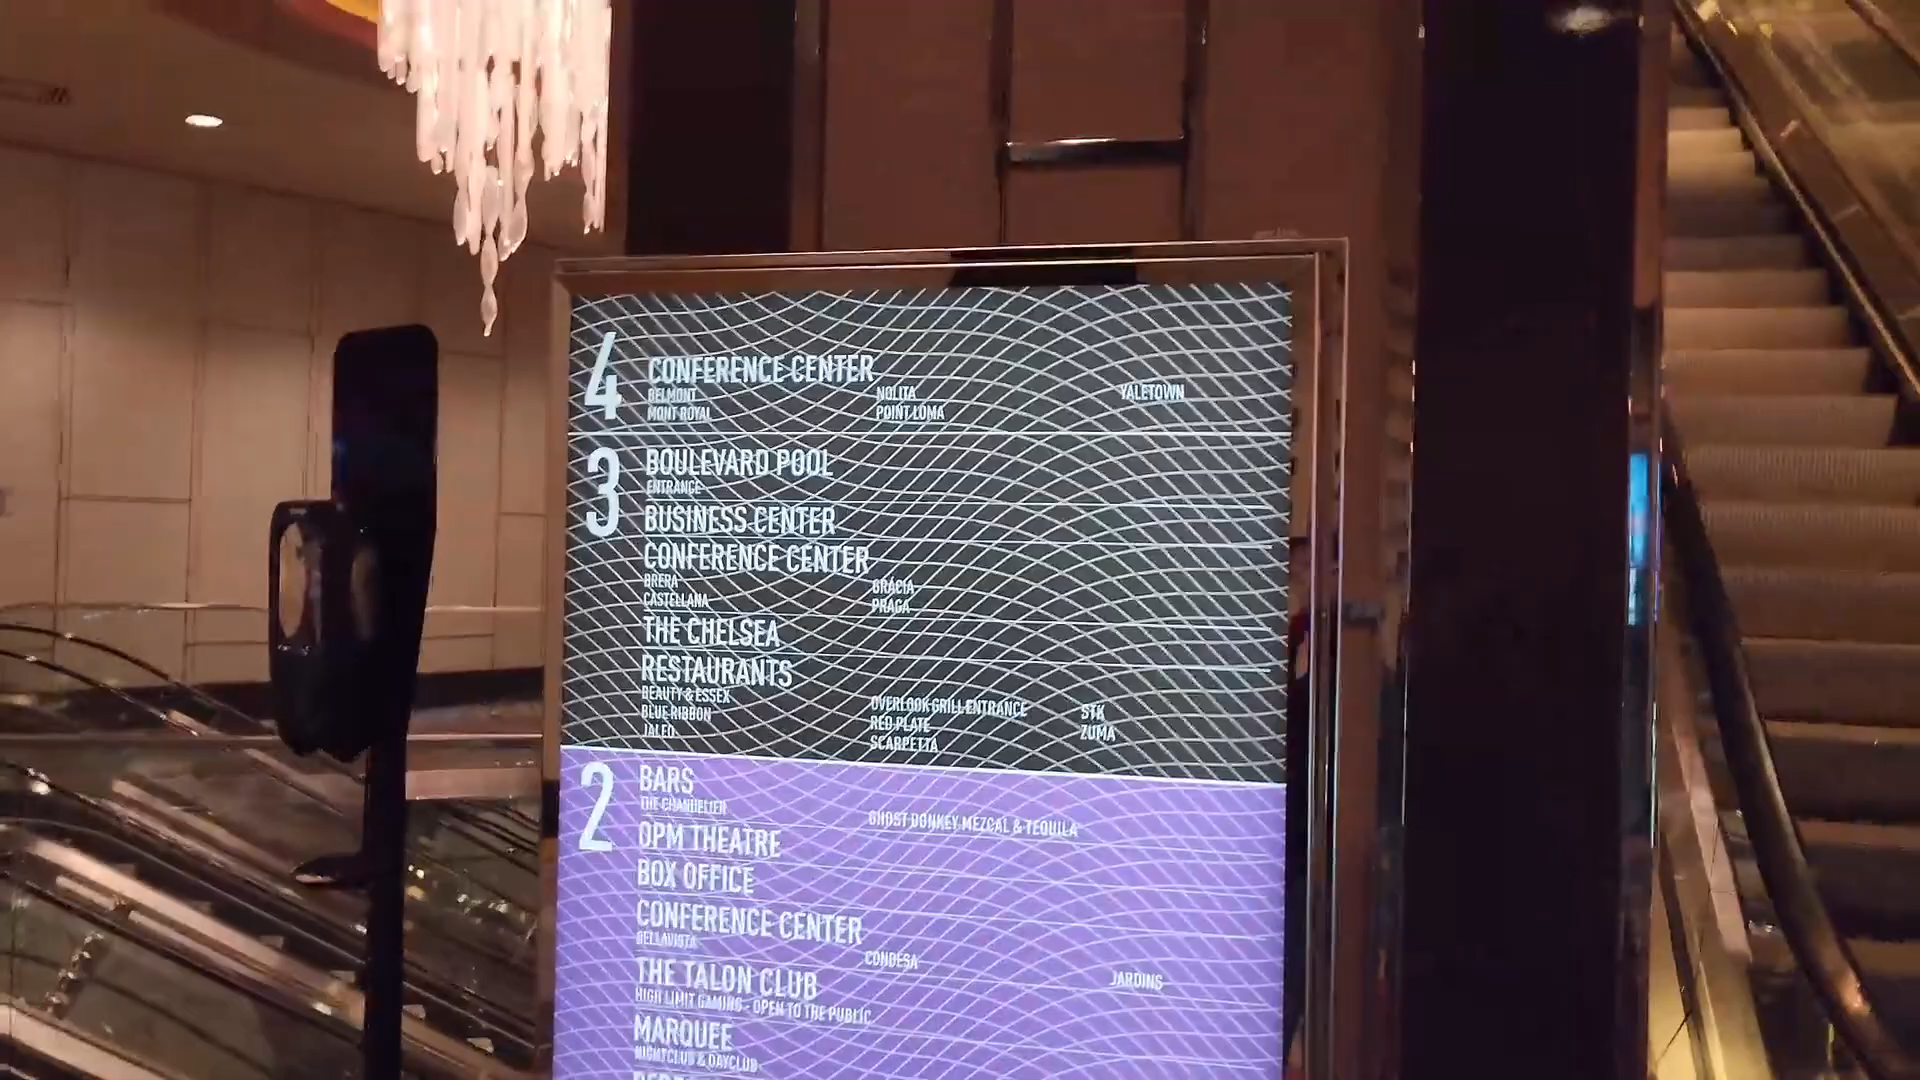 4
CONFERENCE CENTER
BELMONT NOLITA YALETOWN
MONT ROYAL POINT LOMA
3
BOULEVARD POOL
ENTRANCE
BUSINESS CENTER
CONFERENCE CENTER
BRERA GRÁCIA
CASTELLANA PRAGA
THE CHELSEA
RESTAURANTS
BEAUTY & ESSEX OVERLOOK GRILL ENTRANCE STK
BLUE RIBBON RED PLATE ZUMA
JALEO SCARPETTA
2
BARS
THE CHANDELIER GHOST DONKEY MEZCAL & TEQUILA
OPM THEATRE
BOX OFFICE
CONFERENCE CENTER
BELLAVISTA CONDESA JARDINS
THE TALON CLUB
HIGH LIMIT GAMING - OPEN TO THE PUBLIC
MARQUEE
NIGHTCLUB & DAYCLUB